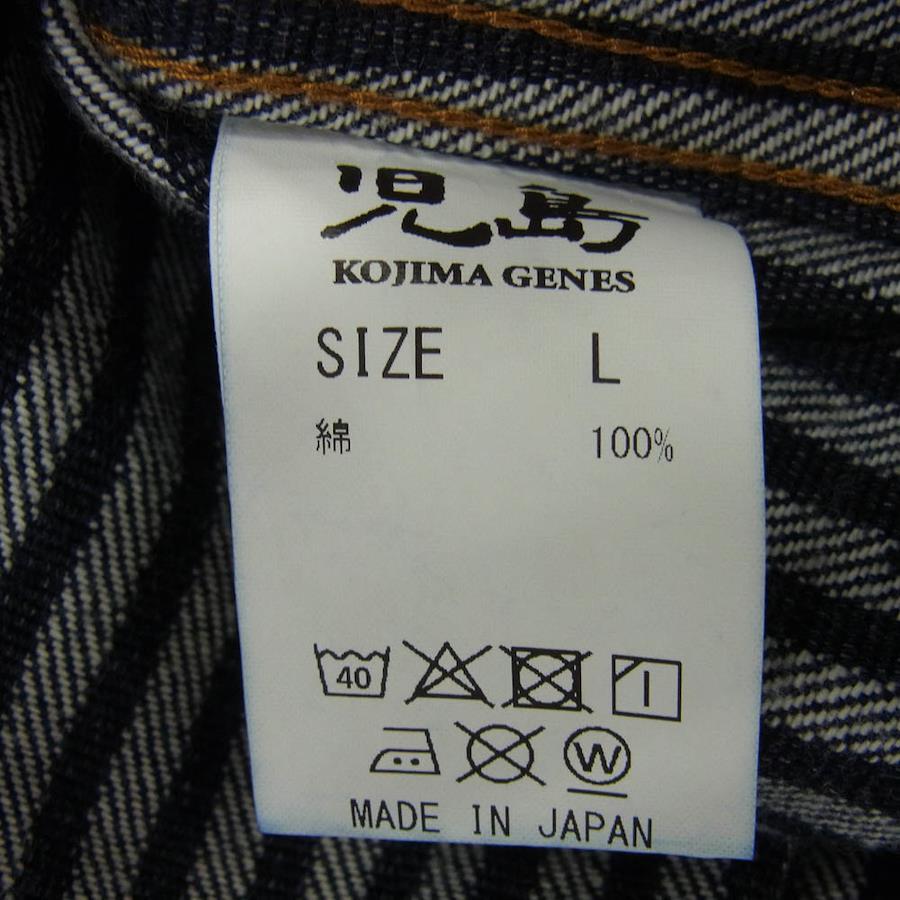 児島
KOJIMA GENES
SIZE L
綿 100%
40
W
MADE IN JAPAN